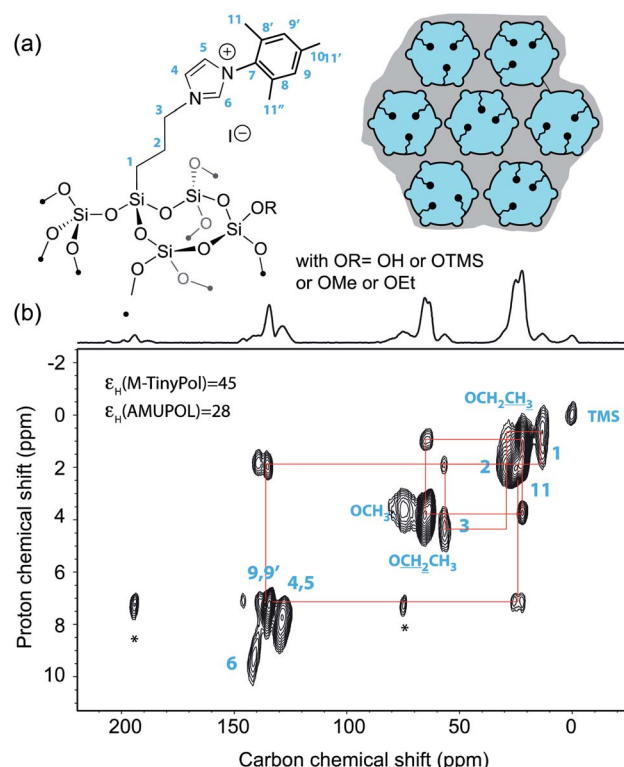 (a)
11
8'
9'
5
10
11'
4
7
9
8
N
N
6
11''
3
I⊖
2
1
O
Si
O
Si
OR
Si
O
O
Si
O
Si
O
O
O
O
O
O
with OR= OH or OTMS
or OMe or OEt
(b)
εH(M-TinyPol)=45
εH(AMUPOL)=28
OCH2CH3
TMS
2
1
11
OCH3
3
OCH2CH3
9,9'
4,5
6
*
*
-2
0
2
4
6
8
10
Proton chemical shift (ppm)
200
150
100
50
0
Carbon chemical shift (ppm)